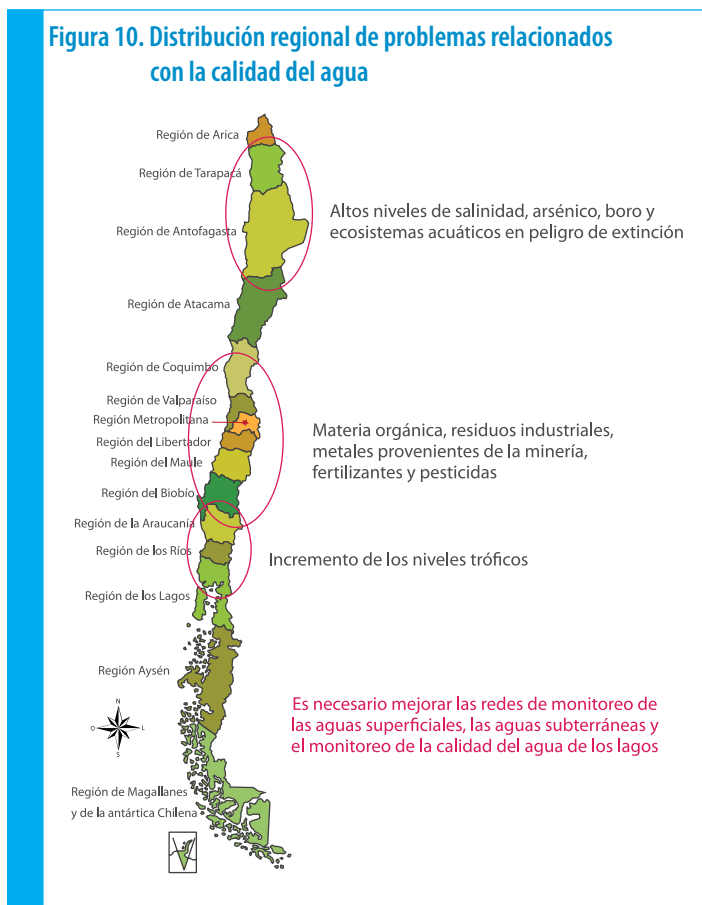 Figura 10. Distribución regional de problemas relacionados
con la calidad del agua
Región de Arica
Región de Tarapacá
Región de Antofagasta
Altos niveles de salinidad, arsénico, boro y
ecosistemas acuáticos en peligro de extinción
Región de Atacama
Región de Coquimbo
Región de Valparaíso
Región Metropolitana
Región del Libertador
Región del Maule
Región del Biobío
Materia orgánica, residuos industriales,
metales provenientes de la minería,
fertilizantes y pesticidas
Región de la Araucanía
Región de los Ríos
Región de los Lagos
Incremento de los niveles tróficos
Región Aysén
N
O
L
S
Es necesario mejorar las redes de monitoreo de
las aguas superficiales, las aguas subterráneas y
el monitoreo de la calidad del agua de los lagos
Región de Magallanes
y de la antártica Chilena